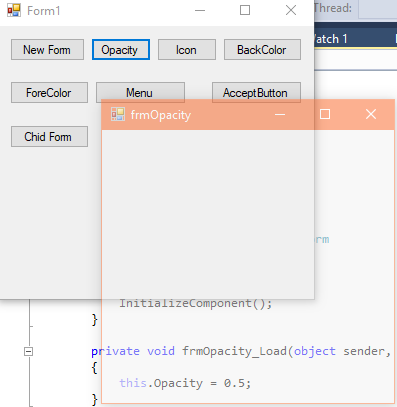 Form1
Thread:
Watch 1
New Form Opacity Icon BackColor
ForeColor Menu AcceptButton
frmOpacity
Chid Form
rm
InitializeComponent();
}
private void frmOpacity_Load(object sender,
{
this.Opacity = 0.5;
}